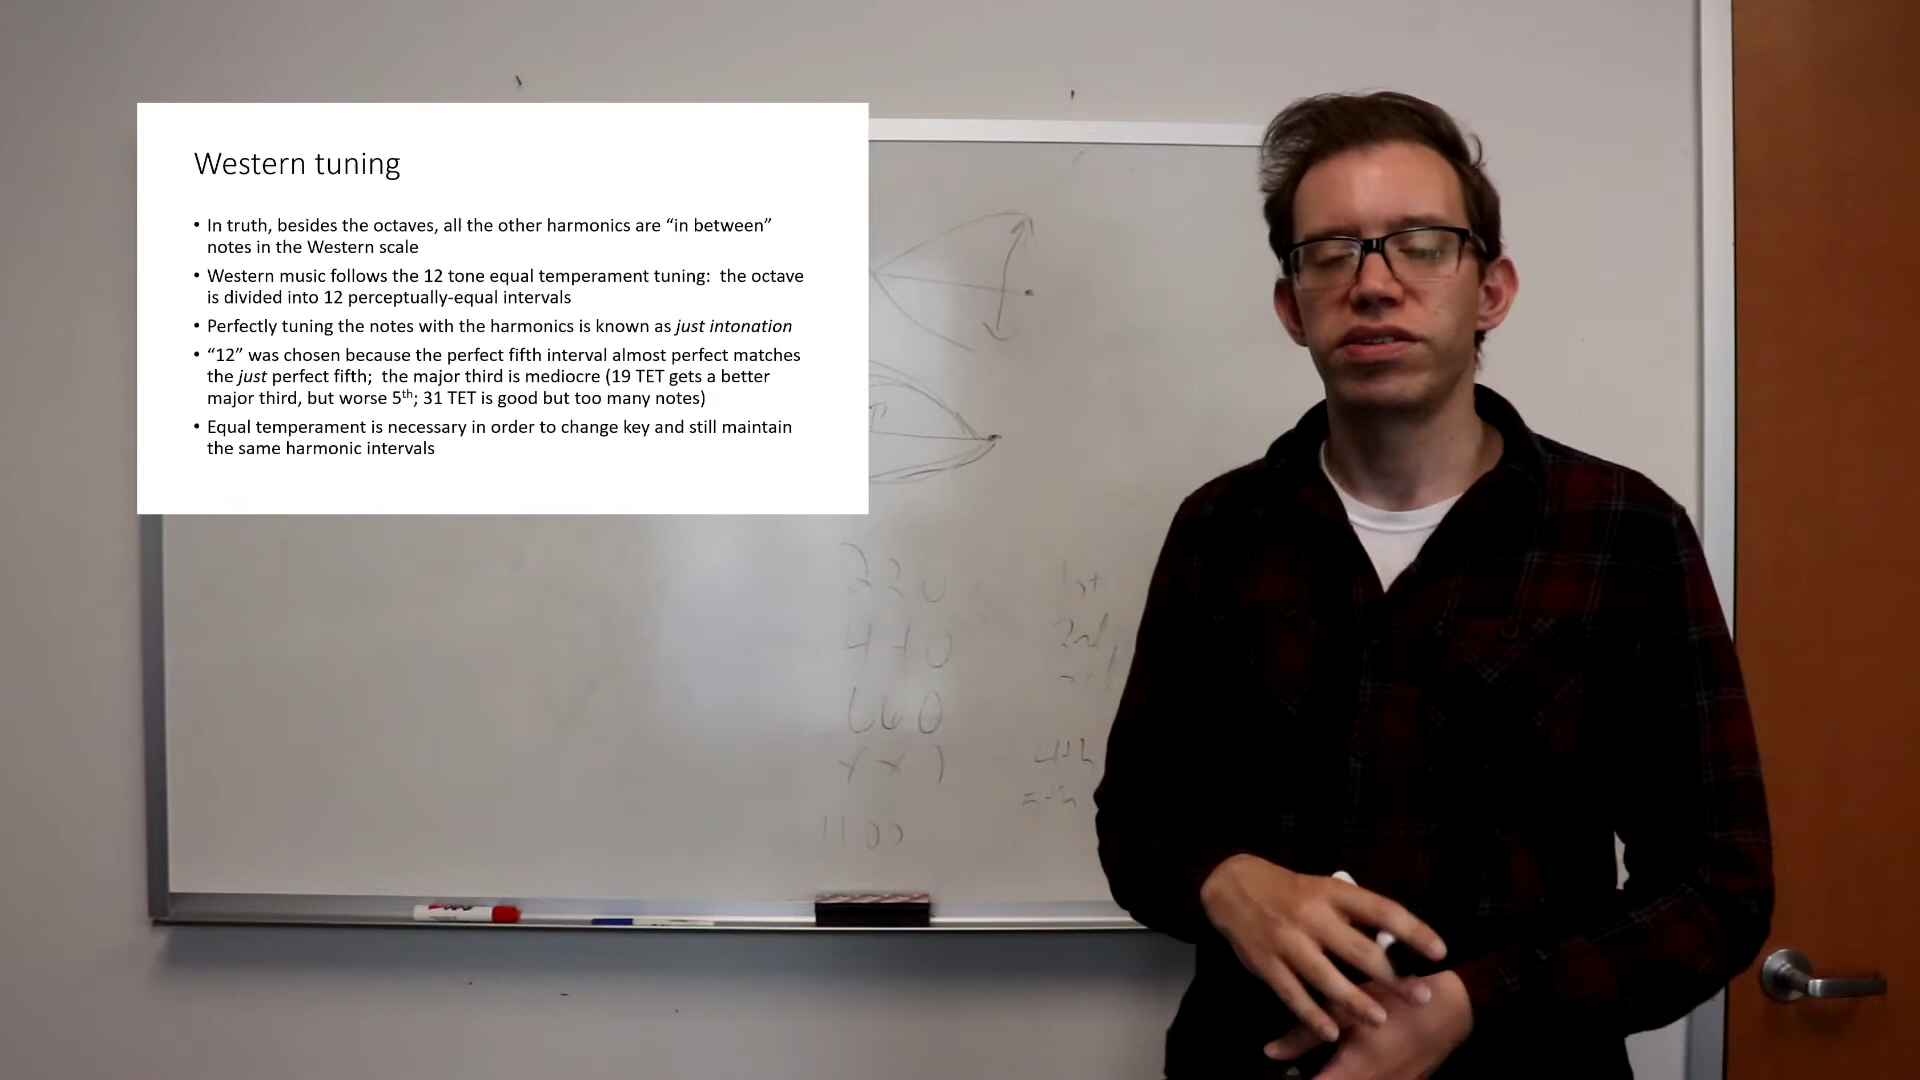 Western tuning
• In truth, besides the octaves, all the other harmonics are “in between”
notes in the Western scale
• Western music follows the 12 tone equal temperament tuning:  the octave
is divided into 12 perceptually-equal intervals
• Perfectly tuning the notes with the harmonics is known as just intonation
• “12” was chosen because the perfect fifth interval almost perfect matches
the just perfect fifth;  the major third is mediocre (19 TET gets a better
major third, but worse 5th; 31 TET is good but too many notes)
• Equal temperament is necessary in order to change key and still maintain
the same harmonic intervals
220 1st
440 2nd
660
4th
5th
1100